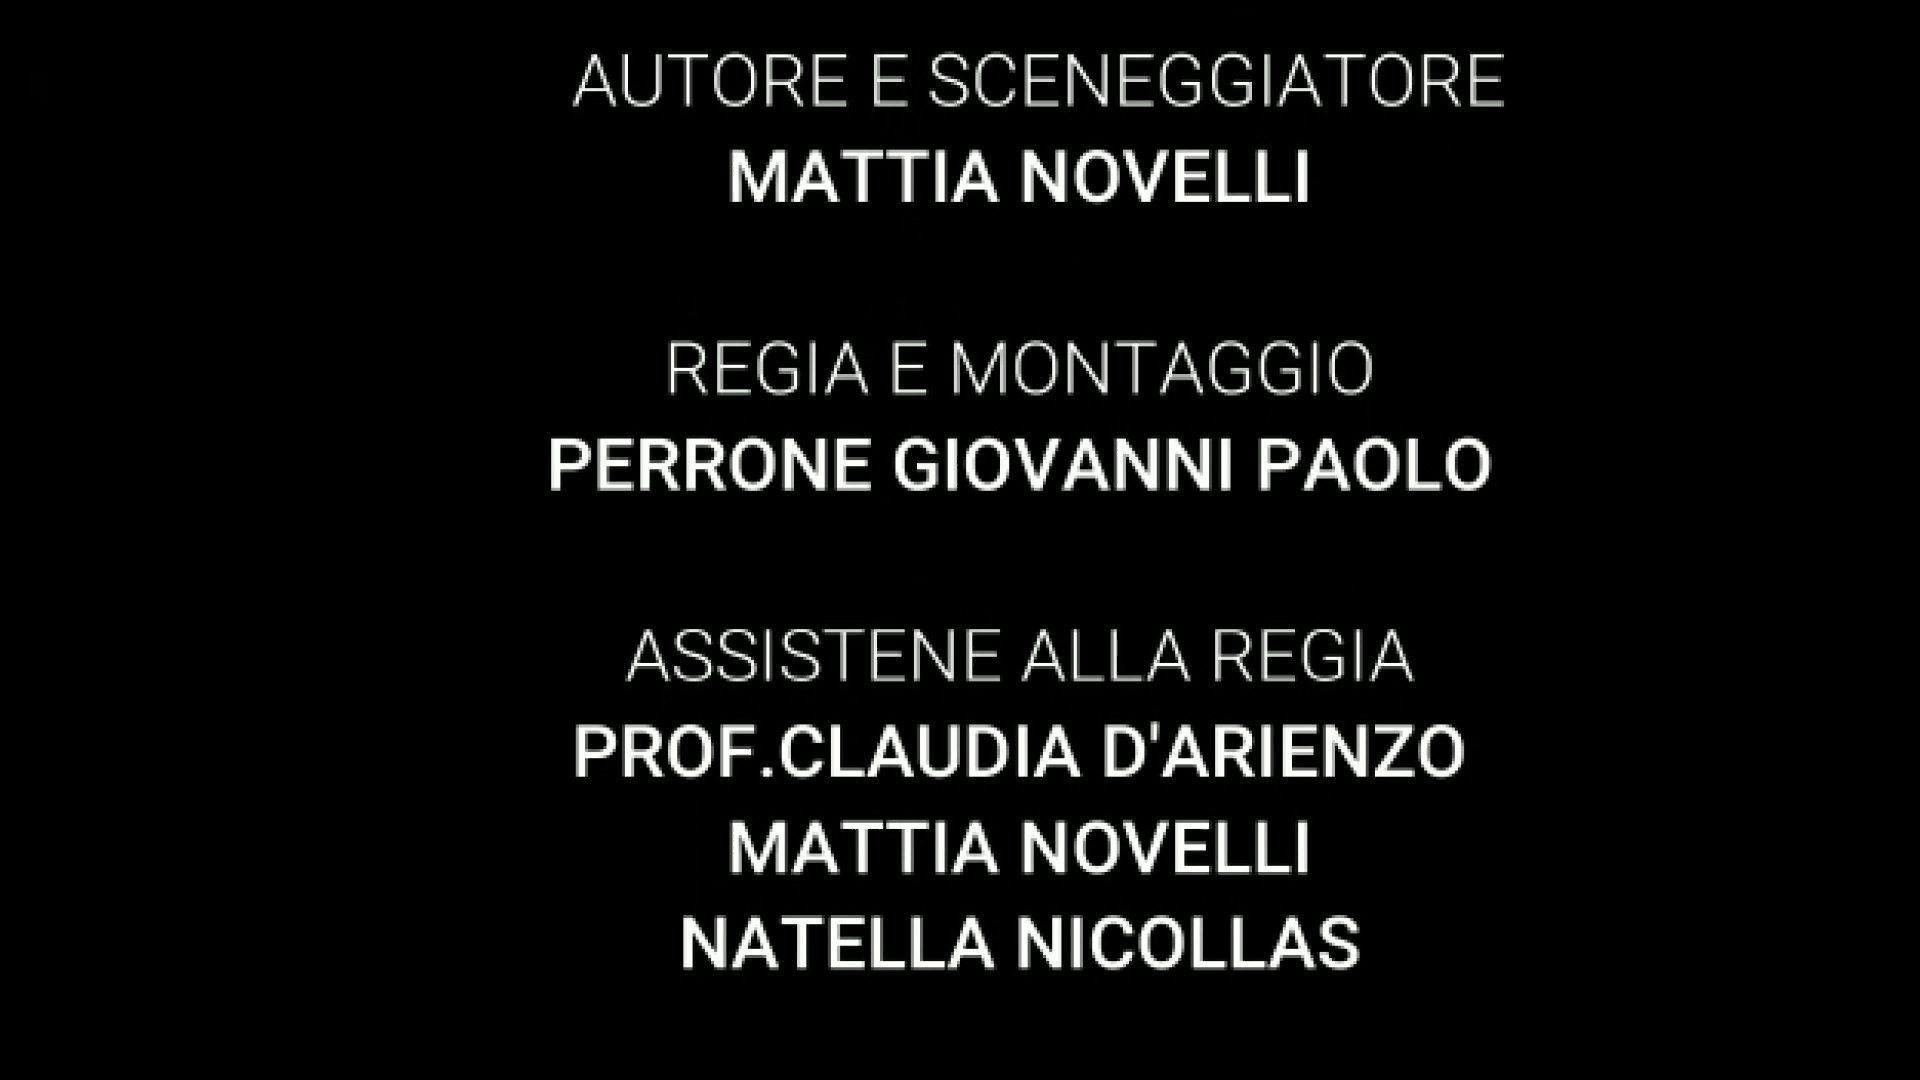 AUTORE E SCENEGGIATORE
MATTIA NOVELLI
REGIA E MONTAGGIO
PERRONE GIOVANNI PAOLO
ASSISTENE ALLA REGIA
PROF.CLAUDIA D'ARIENZO
MATTIA NOVELLI
NATELLA NICOLLAS